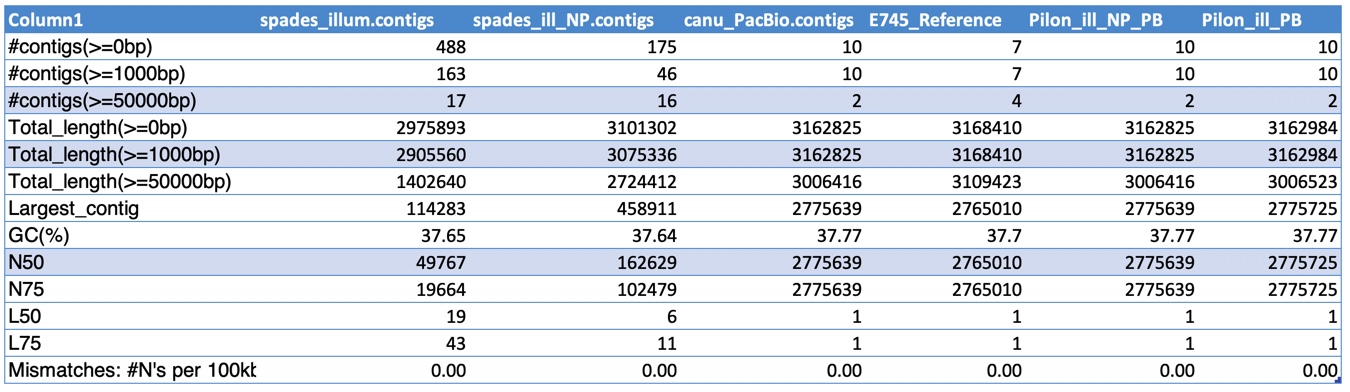 Column1 spades_illum.contigs spades_ill_NP.contigs canu_PacBio.contigs E745_Reference Pilon_ill_NP_PB Pilon_ill_PB
#contigs(>=0bp) 488 175 10 7 10 10
#contigs(>=1000bp) 163 46 10 7 10 10
#contigs(>=50000bp) 17 16 2 4 2 2
Total_length(>=0bp) 2975893 3101302 3162825 3168410 3162825 3162984
Total_length(>=1000bp) 2905560 3075336 3162825 3168410 3162825 3162984
Total_length(>=50000bp) 1402640 2724412 3006416 3109423 3006416 3006523
Largest_contig 114283 458911 2775639 2765010 2775639 2775725
GC(%) 37.65 37.64 37.77 37.7 37.77 37.77
N50 49767 162629 2775639 2765010 2775639 2775725
N75 19664 102479 2775639 2765010 2775639 2775725
L50 19 6 1 1 1 1
L75 43 11 1 1 1 1
Mismatches: #N's per 100kb 0.00 0.00 0.00 0.00 0.00 0.00